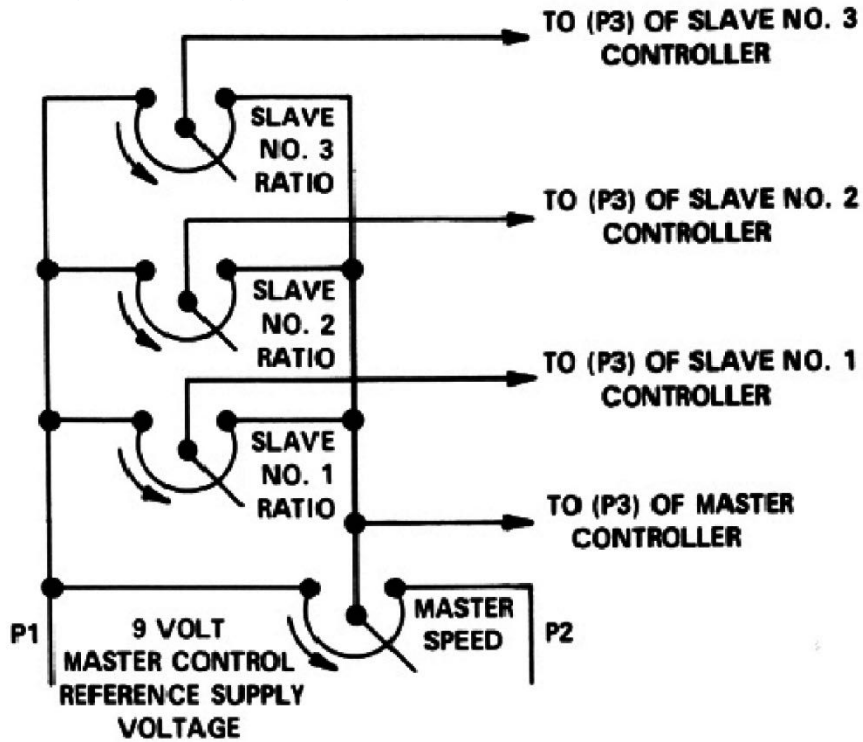 TO (P3) OF SLAVE NO. 3
CONTROLLER
SLAVE
NO. 3
RATIO
TO (P3) OF SLAVE NO. 2
CONTROLLER
SLAVE
NO. 2
RATIO
TO (P3) OF SLAVE NO. 1
CONTROLLER
SLAVE
NO. 1
RATIO
TO (P3) OF MASTER
CONTROLLER
P1
9 VOLT
MASTER CONTROL
REFERENCE SUPPLY
VOLTAGE
MASTER
SPEED
P2